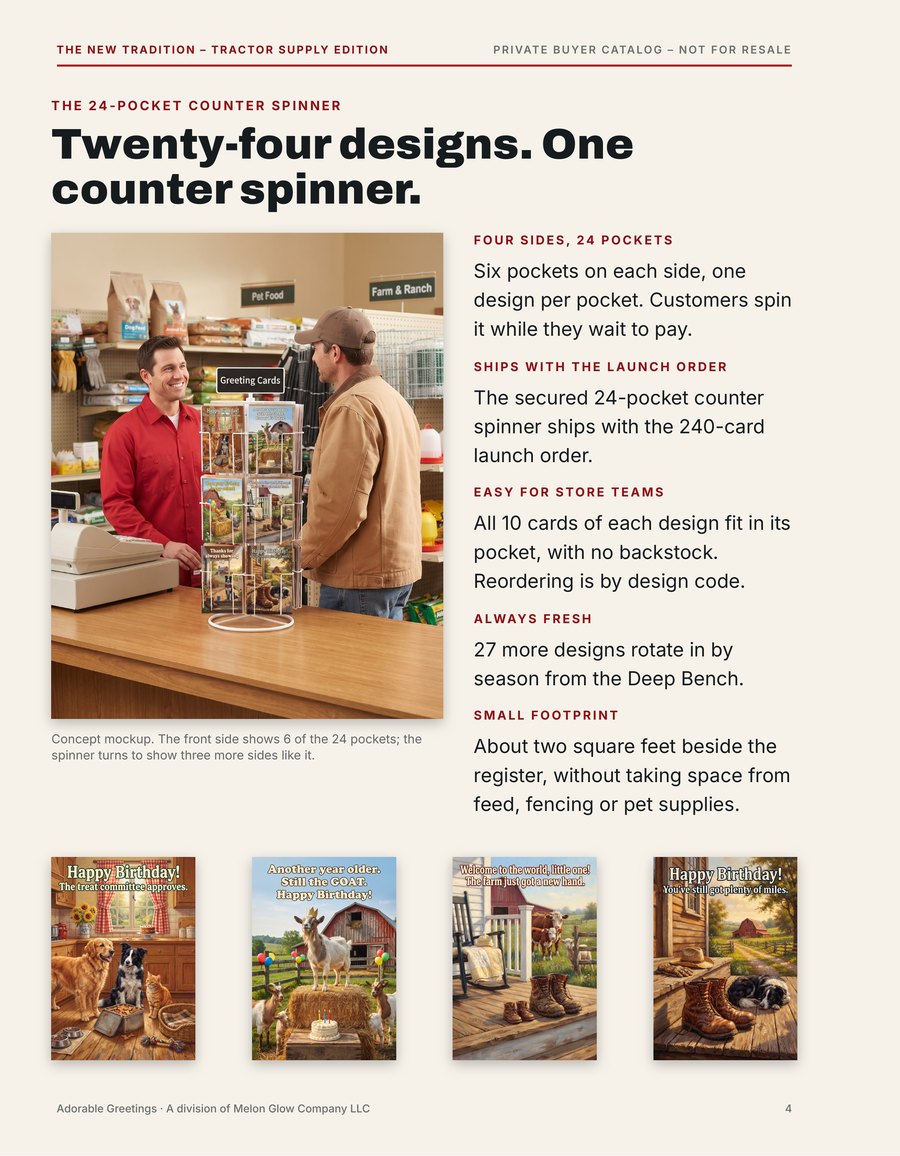 THE NEW TRADITION – TRACTOR SUPPLY EDITION
PRIVATE BUYER CATALOG – NOT FOR RESALE
THE 24-POCKET COUNTER SPINNER
Twenty-four designs. One
counter spinner.
Pet Food
Farm & Ranch
Dog Feed
Greeting Cards
Thanks for
FOUR SIDES, 24 POCKETS
Six pockets on each side, one
design per pocket. Customers spin
it while they wait to pay.
SHIPS WITH THE LAUNCH ORDER
The secured 24-pocket counter
spinner ships with the 240-card
launch order.
EASY FOR STORE TEAMS
All 10 cards of each design fit in its
pocket, with no backstock.
Reordering is by design code.
ALWAYS FRESH
27 more designs rotate in by
season from the Deep Bench.
SMALL FOOTPRINT
About two square feet beside the
register, without taking space from
feed, fencing or pet supplies.
Concept mockup. The front side shows 6 of the 24 pockets; the
spinner turns to show three more sides like it.
Happy Birthday!
The treat committee approves.
Another year older.
Still the GOAT.
Happy Birthday!
Welcome to the world, little one!
The farm just got a new hand.
Happy Birthday!
You've still got plenty of miles.
Adorable Greetings · A division of Melon Glow Company LLC
4